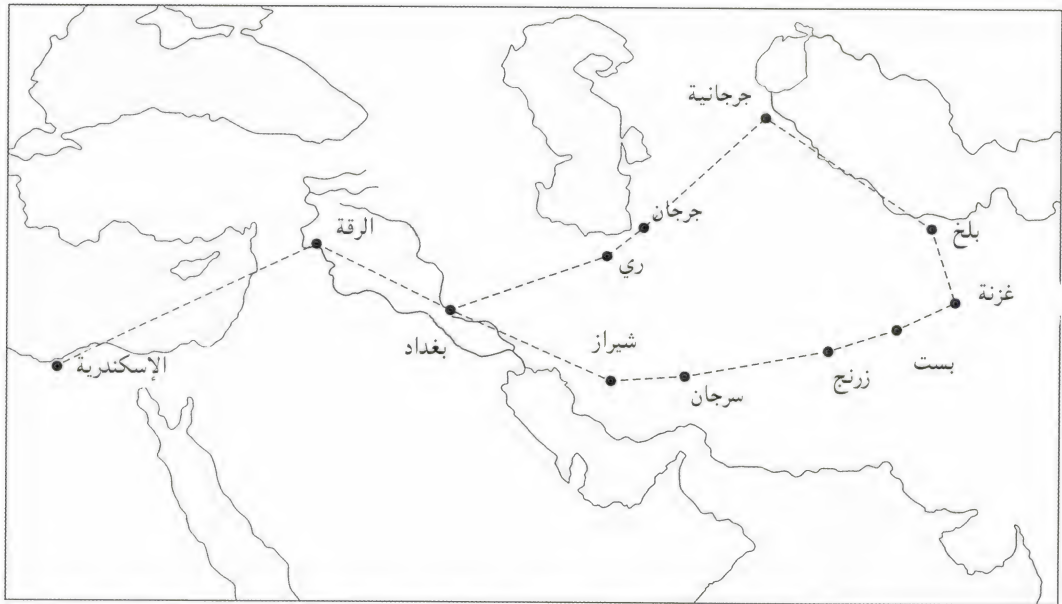 جرجانية
جرجان
الرقة
بلخ
ري
غزنة
شيراز
بغداد
بست
الإسكندرية
زرنج
سرجان